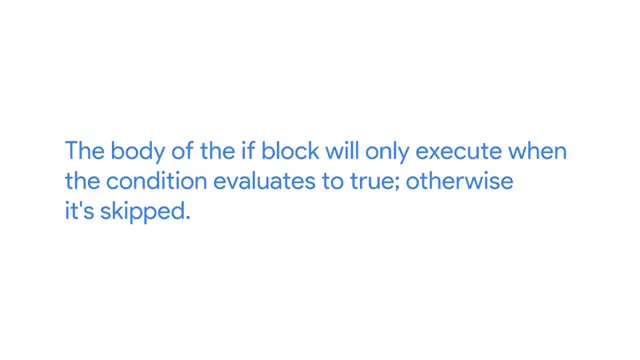 The body of the if block will only execute when
the condition evaluates to true; otherwise
it's skipped.